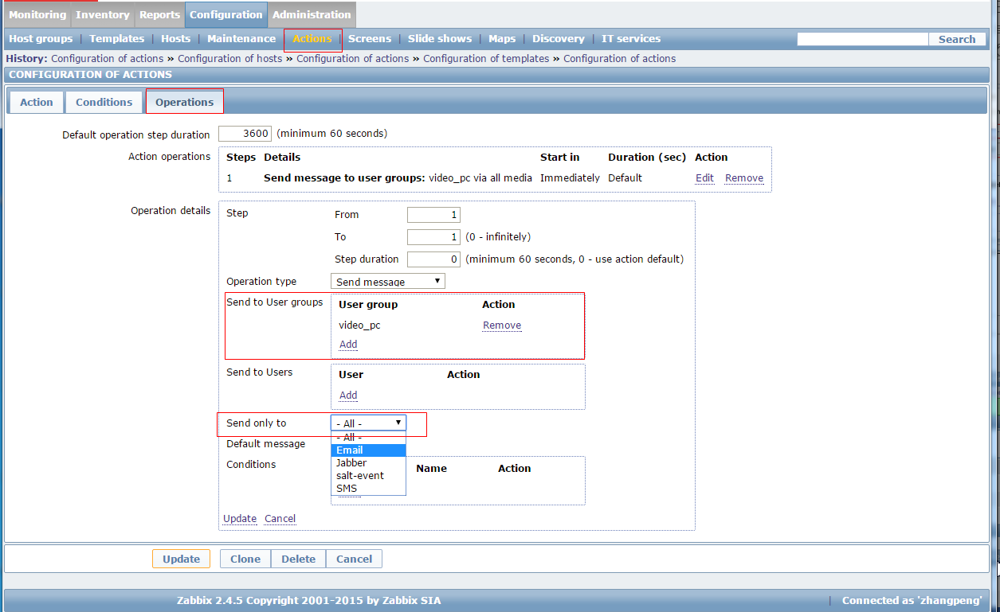 Monitoring Inventory Reports Configuration Administration
Host groups | Templates | Hosts | Maintenance | Actions | Screens | Slide shows | Maps | Discovery | IT services Search
History: Configuration of actions » Configuration of hosts » Configuration of actions » Configuration of templates » Configuration of actions
CONFIGURATION OF ACTIONS
Action Conditions Operations
Default operation step duration 3600 (minimum 60 seconds)
Action operations Steps Details Start in Duration (sec) Action
1 Send message to user groups: video_pc via all media Immediately Default Edit Remove
Operation details Step From 1
To 1 (0 - infinitely)
Step duration 0 (minimum 60 seconds, 0 - use action default)
Operation type Send message
Send to User groups User group Action
video_pc Remove
Add
Send to Users User Action
Add
Send only to - All -
- All -
Default message
Email
Jabber
Conditions Name Action
salt-event
SMS
Update Cancel
Update Clone Delete Cancel
Zabbix 2.4.5 Copyright 2001-2015 by Zabbix SIA | Connected as 'zhangpeng'